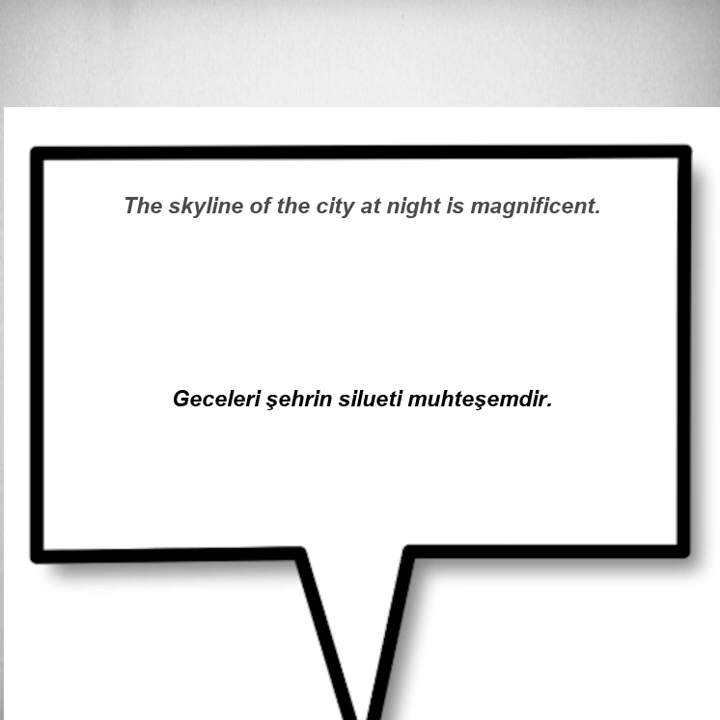 The skyline of the city at night is magnificent.
Geceleri şehrin silueti muhteşemdir.